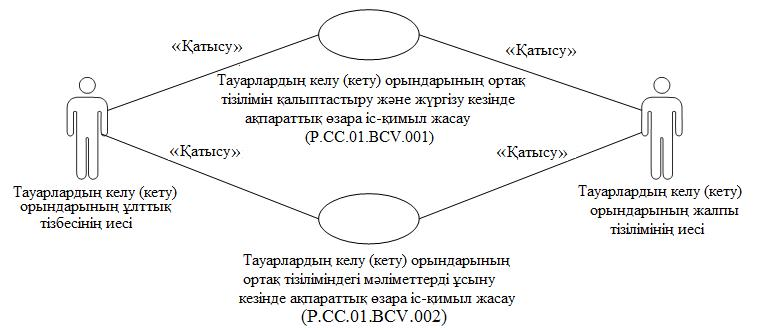 «Қатысу»
«Қатысу»
Тауарлардың келу (кету) орындарының ортақ
тізілімін қалыптастыру және жүргізу кезінде
ақпараттық өзара іс-қимыл жасау
(P.CC.01.BCV.001)
«Қатысу»
«Қатысу»
Тауарлардың келу (кету)
орындарының ұлттық
тізбесінің иесі
Тауарлардың келу (кету)
орындарының жалпы
тізілімінің иесі
Тауарлардың келу (кету) орындарының
ортақ тізіліміндегі мәліметтерді ұсыну
кезінде ақпараттық өзара іс-қимыл жасау
(P.CC.01.BCV.002)